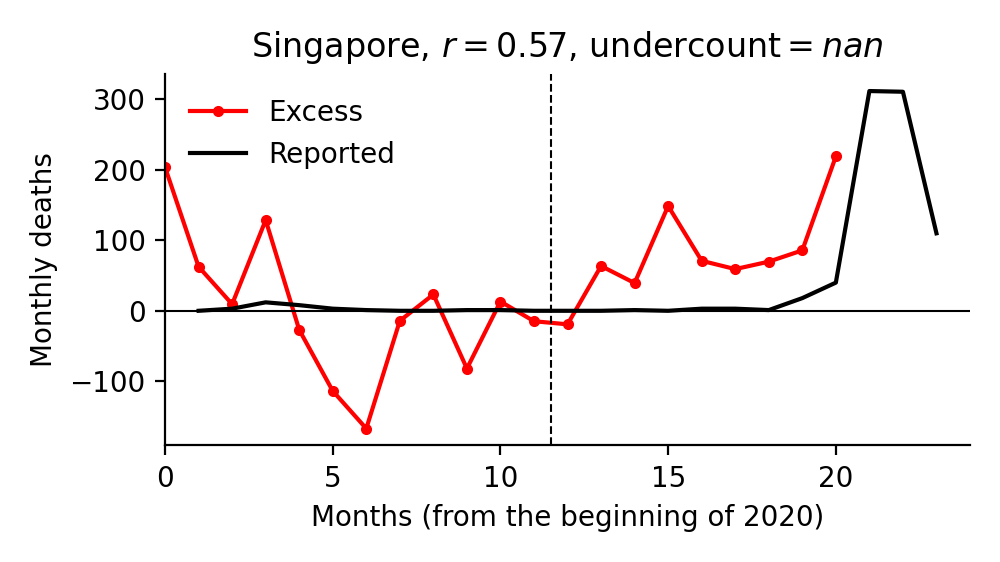 Singapore, r = 0.57, undercount = nan
Excess
Reported
Monthly deaths
300
200
100
0
−100
0 5 10 15 20
Months (from the beginning of 2020)